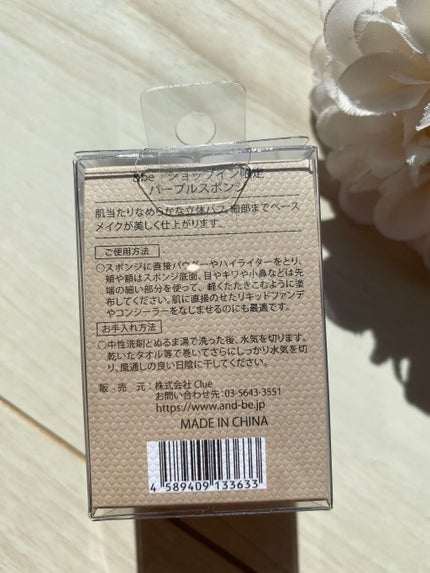 &be ショップイン限定
パープルスポンジ
肌当たりなめらかな立体パフ。細部までベース
メイクが美しく仕上がります。
ご使用方法
○スポンジに直接パウダーやハイライターをとり、
頬や額はスポンジ底面、目やキワや小鼻などは先
端の細い部分を使って、軽くたたきこむように塗
布してください。肌に直接のせたリキッドファンデ
やコンシーラーをなじませるのにも最適です。
お手入れ方法
○中性洗剤とぬるま湯で洗った後、水気を切ります。
乾いたタオル等で巻いてさらにしっかり水気を切
り、風通しの良い日陰に干してください。
販 売 元：株式会社 Clue
お問い合わせ先：03-5643-3551
https://www.and-be.jp
MADE IN CHINA
4 589409 133633